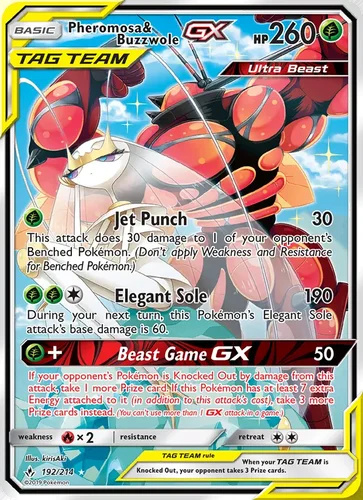 BASIC Pheromosa& Buzzwole GX HP 260
TAG TEAM
Ultra Beast
Jet Punch 30
This attack does 30 damage to 1 of your opponent's
Benched Pokémon. (Don't apply Weakness and Resistance
for Benched Pokémon.)
Elegant Sole 190
During your next turn, this Pokémon's Elegant Sole
attack's base damage is 60.
+ Beast Game GX 50
If your opponent's Pokémon is Knocked Out by damage from this
attack, take 1 more Prize card. If this Pokémon has at least 7 extra
Energy attached to it (in addition to this attack's cost), take 3
more Prize cards instead. (You can't use more than 1 GX attack in a game.)
weakness × 2 resistance retreat
Illus. kirisAki
192/214
©2019 Pokémon
TAG TEAM rule
When your TAG TEAM is
Knocked Out, your opponent takes 3 Prize cards.